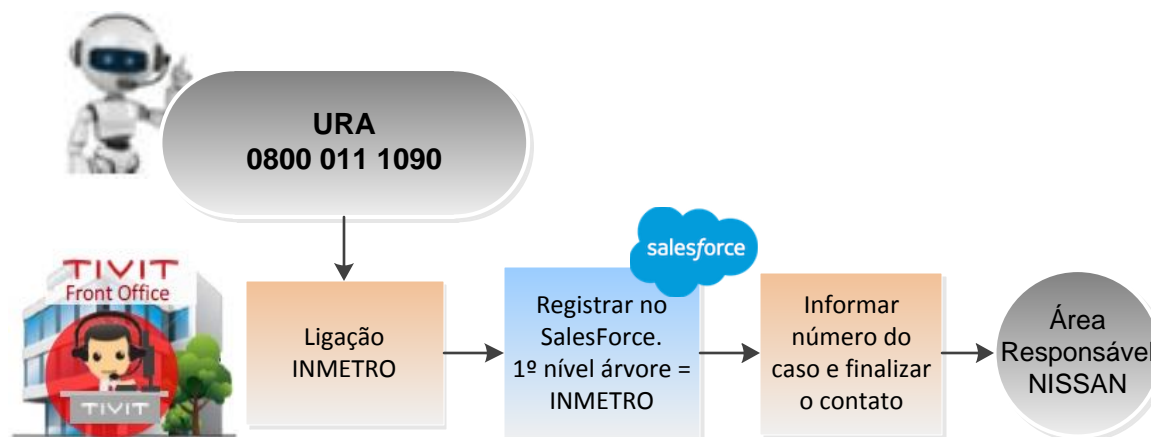 URA
0800 011 1090
TIVIT
Front Office
TIVIT
Ligação
INMETRO
salesforce
Registrar no
SalesForce.
1º nível árvore =
INMETRO
Informar
número do
caso e finalizar
o contato
Área
Responsável
NISSAN